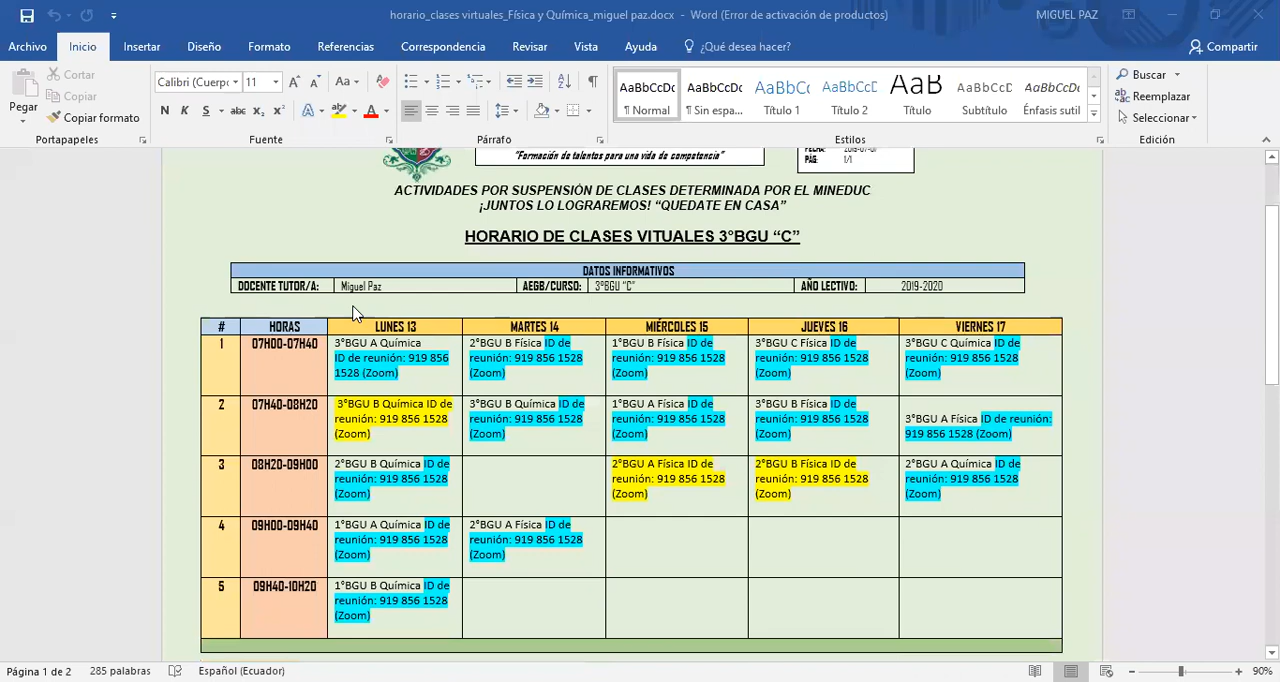 horario_clases virtuales_Física y Química_miguel paz.docx - Word (Error de activación de productos)
MIGUEL PAZ
Archivo Inicio Insertar Diseño Formato Referencias Correspondencia Revisar Vista Ayuda ¿Qué desea hacer? Compartir
Pegar
Cortar
Copiar
Copiar formato
Portapapeles
Calibri (Cuerp 11
Fuente
Párrafo
AaBbCcDc ¶ Normal
AaBbCcDc ¶ Sin espa...
AaBbCc Título 1
AaBbCcD Título 2
AaB Título
AaBbCcD Subtítulo
AaBbCcDc Énfasis sutil
Estilos
Buscar
Reemplazar
Seleccionar
Edición
"Formación de talentos para una vida de competencia"
PÁG: 1/1
ACTIVIDADES POR SUSPENSIÓN DE CLASES DETERMINADA POR EL MINEDUC
¡JUNTOS LO LOGRAREMOS! “QUEDATE EN CASA”
HORARIO DE CLASES VITUALES 3°BGU “C”
DATOS INFORMATIVOS
DOCENTE TUTOR/A: Miguel Paz AEGB/CURSO: 3°BGU “C” AÑO LECTIVO: 2019-2020
# HORAS LUNES 13 MARTES 14 MIÉRCOLES 15 JUEVES 16 VIERNES 17
1 07H00-07H40
3°BGU A Química
ID de reunión: 919 856
1528 (Zoom)
2°BGU B Física ID de
reunión: 919 856 1528
(Zoom)
1°BGU B Física ID de
reunión: 919 856 1528
(Zoom)
3°BGU C Física ID de
reunión: 919 856 1528
(Zoom)
3°BGU C Química ID de
reunión: 919 856 1528
(Zoom)
2 07H40-08H20
3°BGU B Química ID de
reunión: 919 856 1528
(Zoom)
3°BGU B Química ID de
reunión: 919 856 1528
(Zoom)
1°BGU A Física ID de
reunión: 919 856 1528
(Zoom)
3°BGU B Física ID de
reunión: 919 856 1528
(Zoom)
3°BGU A Física ID de reunión:
919 856 1528 (Zoom)
3 08H20-09H00
2°BGU B Química ID de
reunión: 919 856 1528
(Zoom)
2°BGU A Física ID de
reunión: 919 856 1528
(Zoom)
2°BGU B Física ID de
reunión: 919 856 1528
(Zoom)
2°BGU A Química ID de
reunión: 919 856 1528
(Zoom)
4 09H00-09H40
1°BGU A Química ID de
reunión: 919 856 1528
(Zoom)
2°BGU A Física ID de
reunión: 919 856 1528
(Zoom)
5 09H40-10H20
1°BGU B Química ID de
reunión: 919 856 1528
(Zoom)
Página 1 de 2 285 palabras Español (Ecuador) 90%